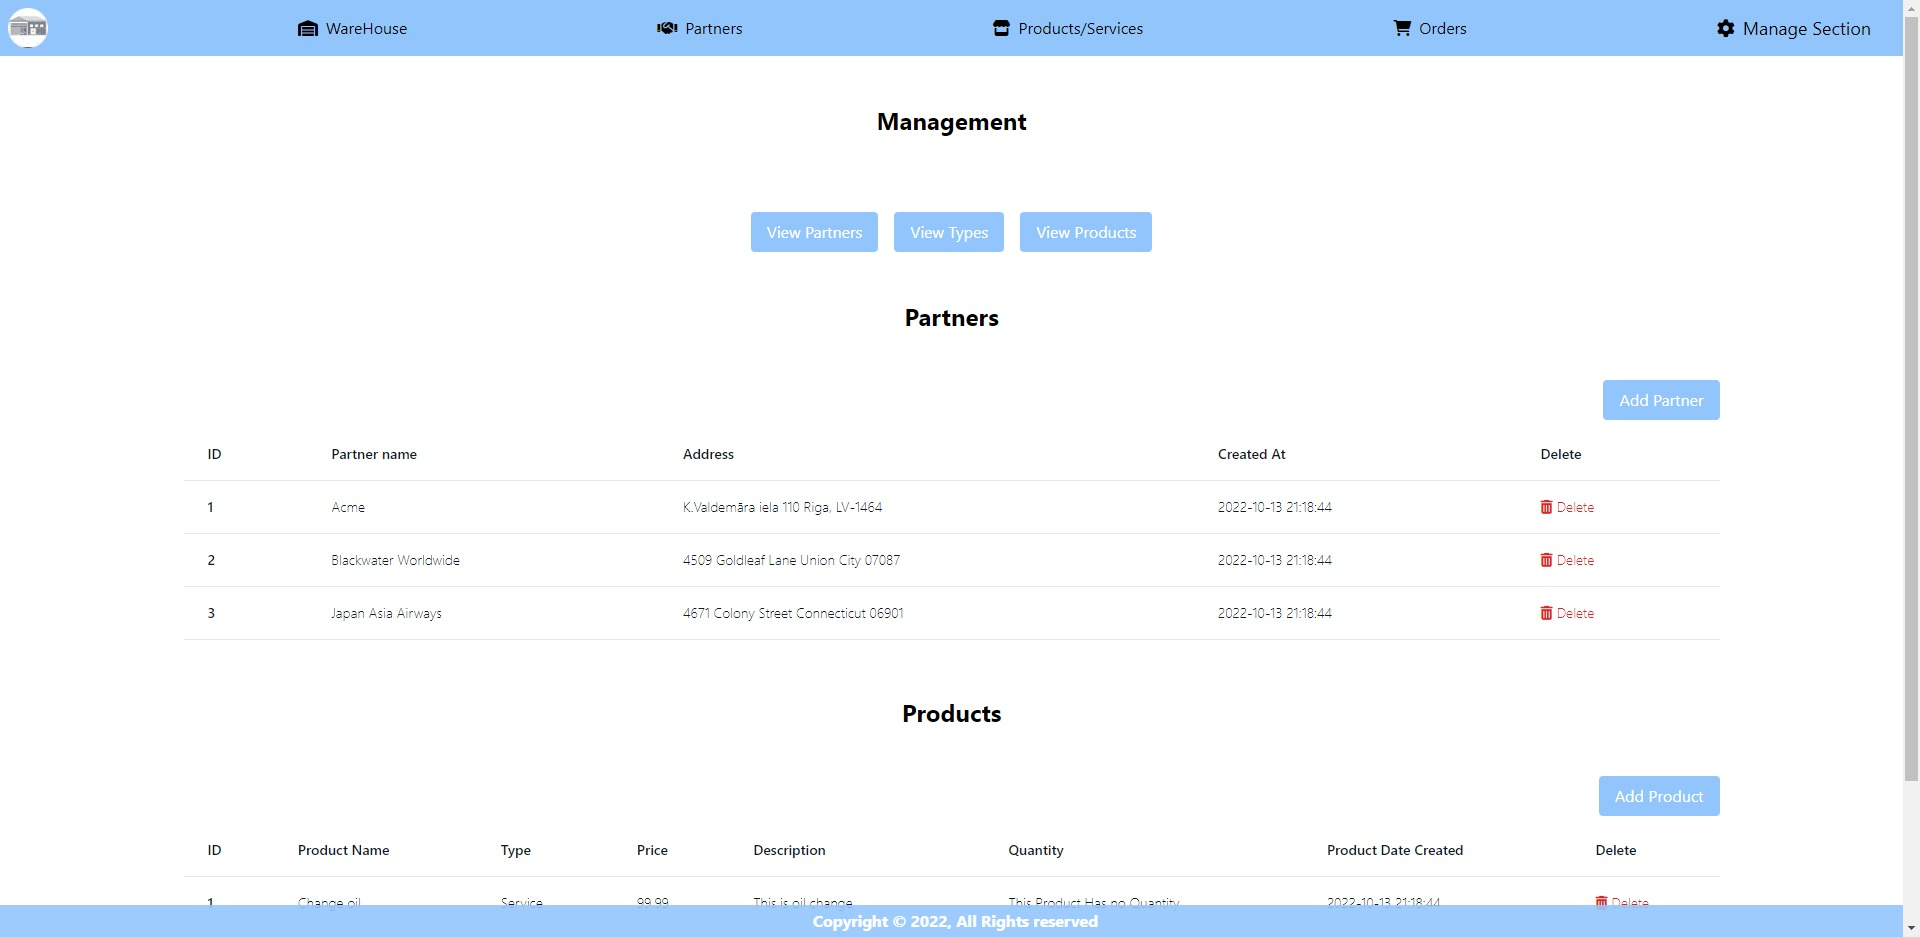 WareHouse Partners Products/Services Orders Manage Section
Management
View Partners View Types View Products
Partners
Add Partner
ID Partner name Address Created At Delete
1 Acme K.Valdemāra iela 110 Riga, LV-1464 2022-10-13 21:18:44 Delete
2 Blackwater Worldwide 4509 Goldleaf Lane Union City 07087 2022-10-13 21:18:44 Delete
3 Japan Asia Airways 4671 Colony Street Connecticut 06901 2022-10-13 21:18:44 Delete
Products
Add Product
ID Product Name Type Price Description Quantity Product Date Created Delete
1 Change oil Service 99.99 This is oil change This Product Has no Quantity 2022-10-13 21:18:44 Delete
Copyright © 2022, All Rights reserved